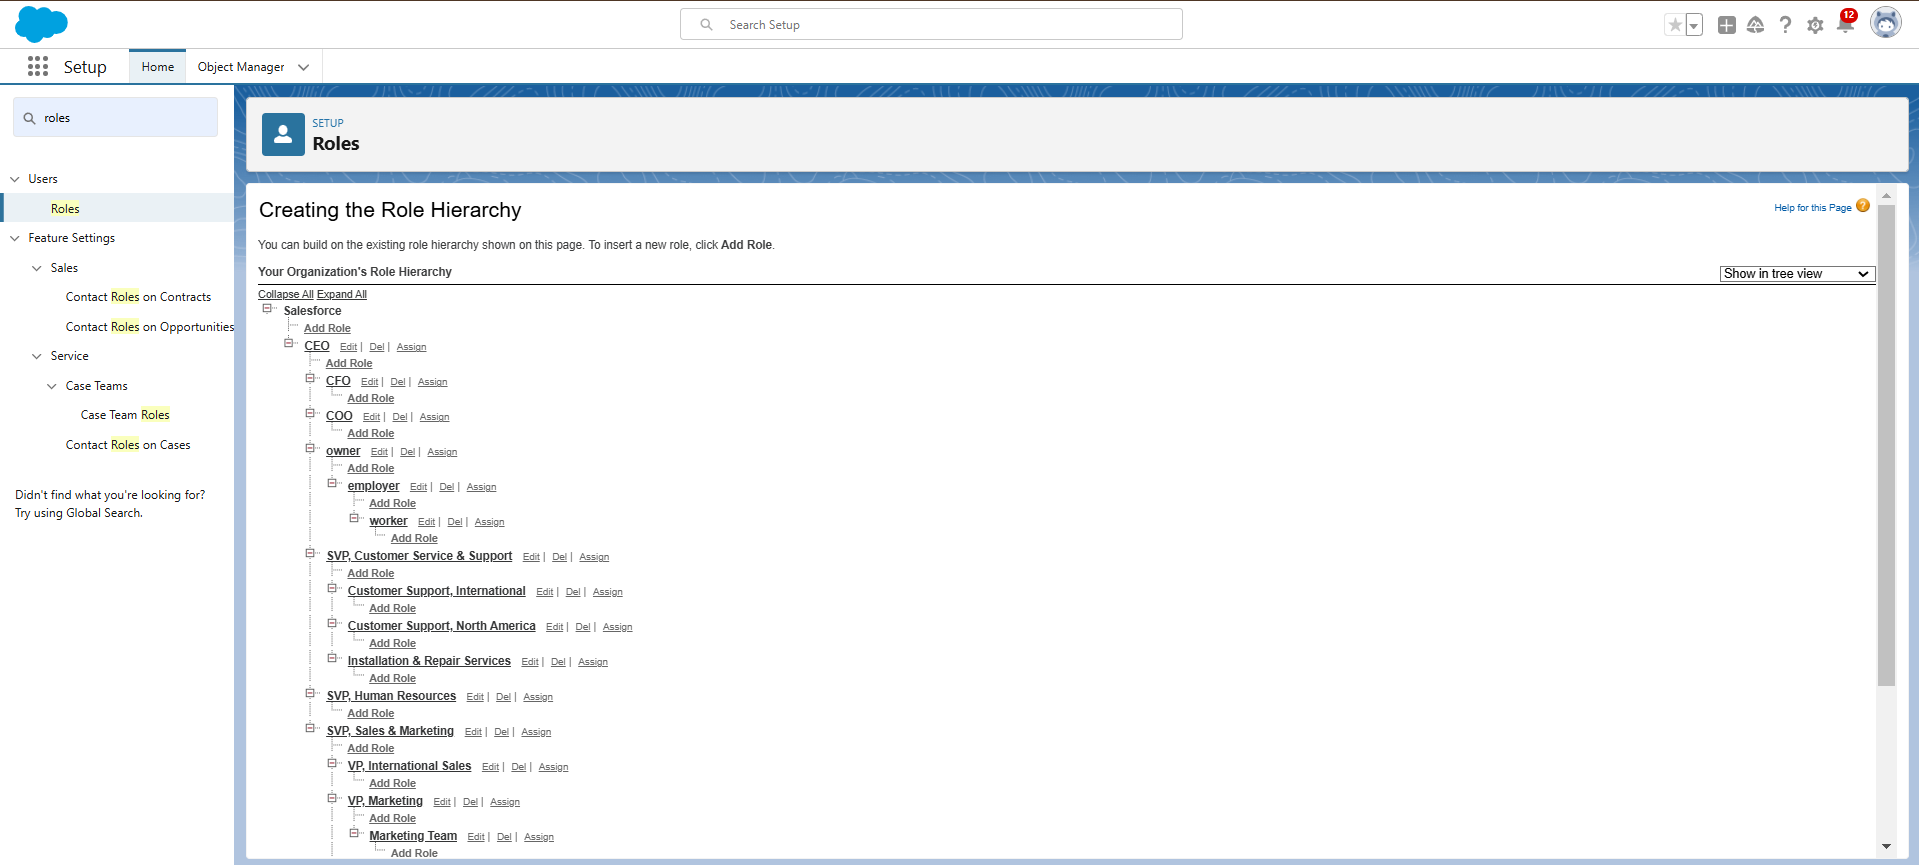 Search Setup
12
Setup
Home
Object Manager
roles
Users
Roles
Feature Settings
Sales
Contact Roles on Contracts
Contact Roles on Opportunities
Service
Case Teams
Case Team Roles
Contact Roles on Cases
Didn't find what you're looking for?
Try using Global Search.
SETUP
Roles
Creating the Role Hierarchy
Help for this Page ?
You can build on the existing role hierarchy shown on this page. To insert a new role, click Add Role.
Your Organization's Role Hierarchy
Show in tree view
Collapse All Expand All
Salesforce
Add Role
CEO Edit | Del | Assign
Add Role
CFO Edit | Del | Assign
Add Role
COO Edit | Del | Assign
Add Role
owner Edit | Del | Assign
Add Role
employer Edit | Del | Assign
Add Role
worker Edit | Del | Assign
Add Role
SVP, Customer Service & Support Edit | Del | Assign
Add Role
Customer Support, International Edit | Del | Assign
Add Role
Customer Support, North America Edit | Del | Assign
Add Role
Installation & Repair Services Edit | Del | Assign
Add Role
SVP, Human Resources Edit | Del | Assign
Add Role
SVP, Sales & Marketing Edit | Del | Assign
Add Role
VP, International Sales Edit | Del | Assign
Add Role
VP, Marketing Edit | Del | Assign
Add Role
Marketing Team Edit | Del | Assign
Add Role